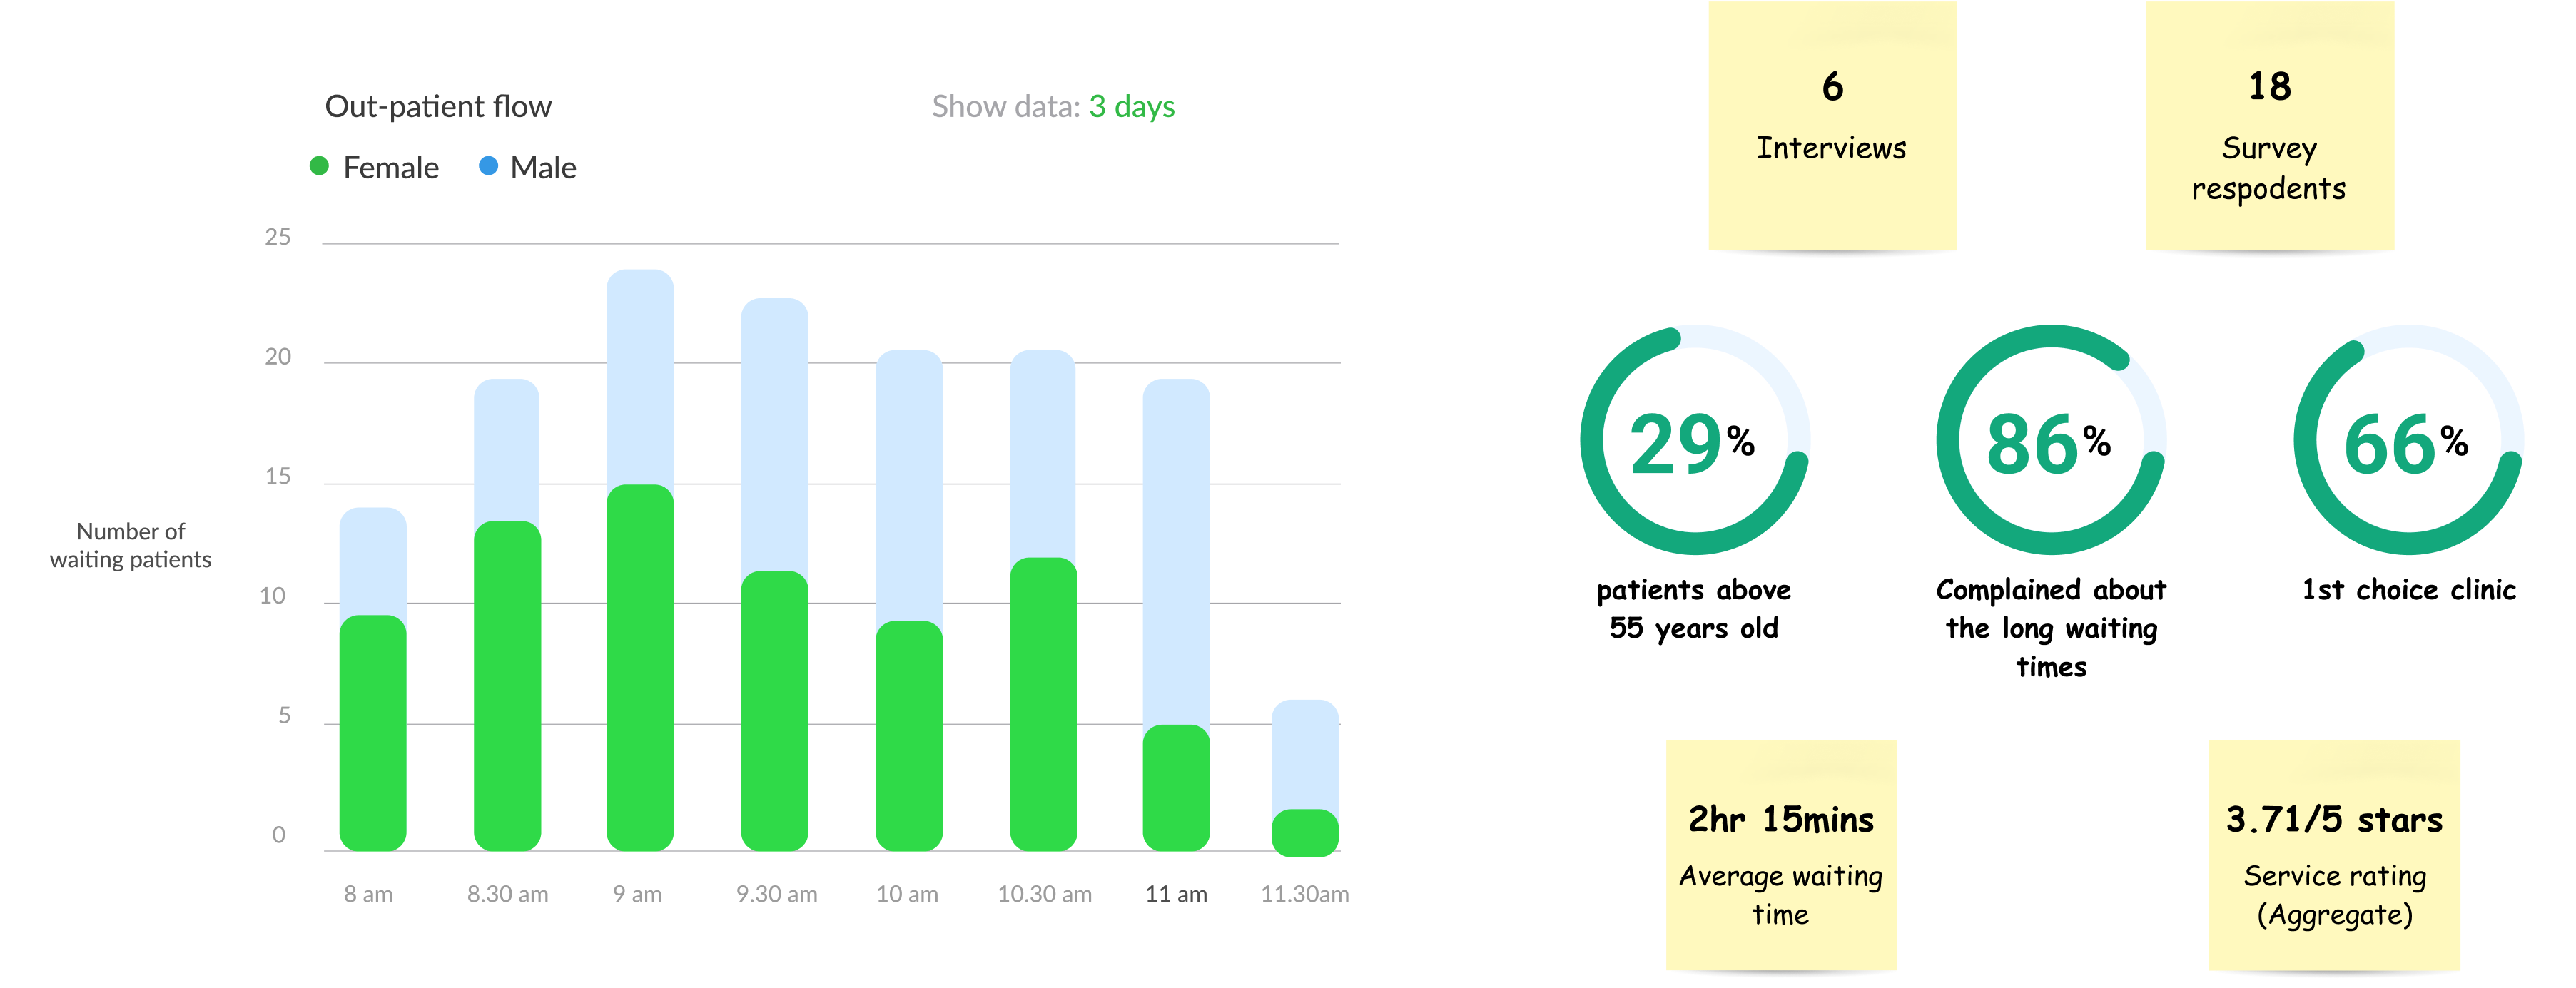 Out-patient flow
Show data: 3 days
Female
Male
25
20
15
10
5
0
Number of
waiting patients
8 am
8.30 am
9 am
9.30 am
10 am
10.30 am
11 am
11.30am
6
Interviews
18
Survey
respodents
29%
patients above
55 years old
86%
Complained about
the long waiting
times
66%
1st choice clinic
2hr 15mins
Average waiting
time
3.71/5 stars
Service rating
(Aggregate)